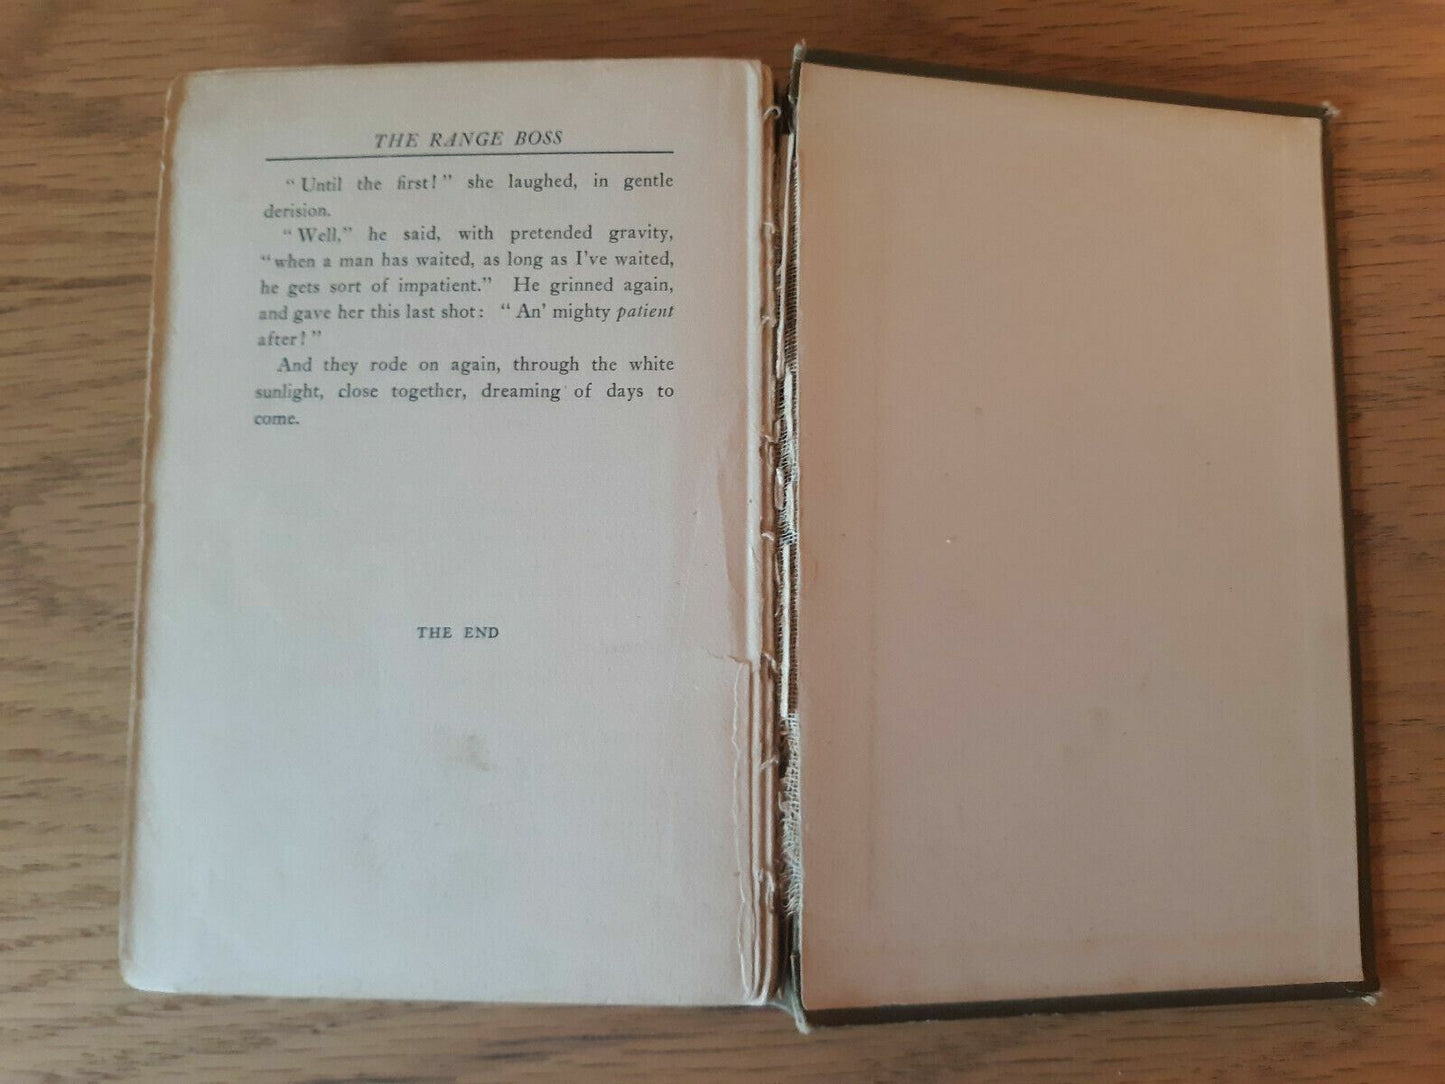 THE RANGE BOSS
“Until the first!” she laughed, in gentle
derision.
“Well,” he said, with pretended gravity,
“when a man has waited, as long as I've waited,
he gets sort of impatient.” He grinned again,
and gave her this last shot: “An' mighty patient
after!”
And they rode on again, through the white
sunlight, close together, dreaming of days to
come.
THE END